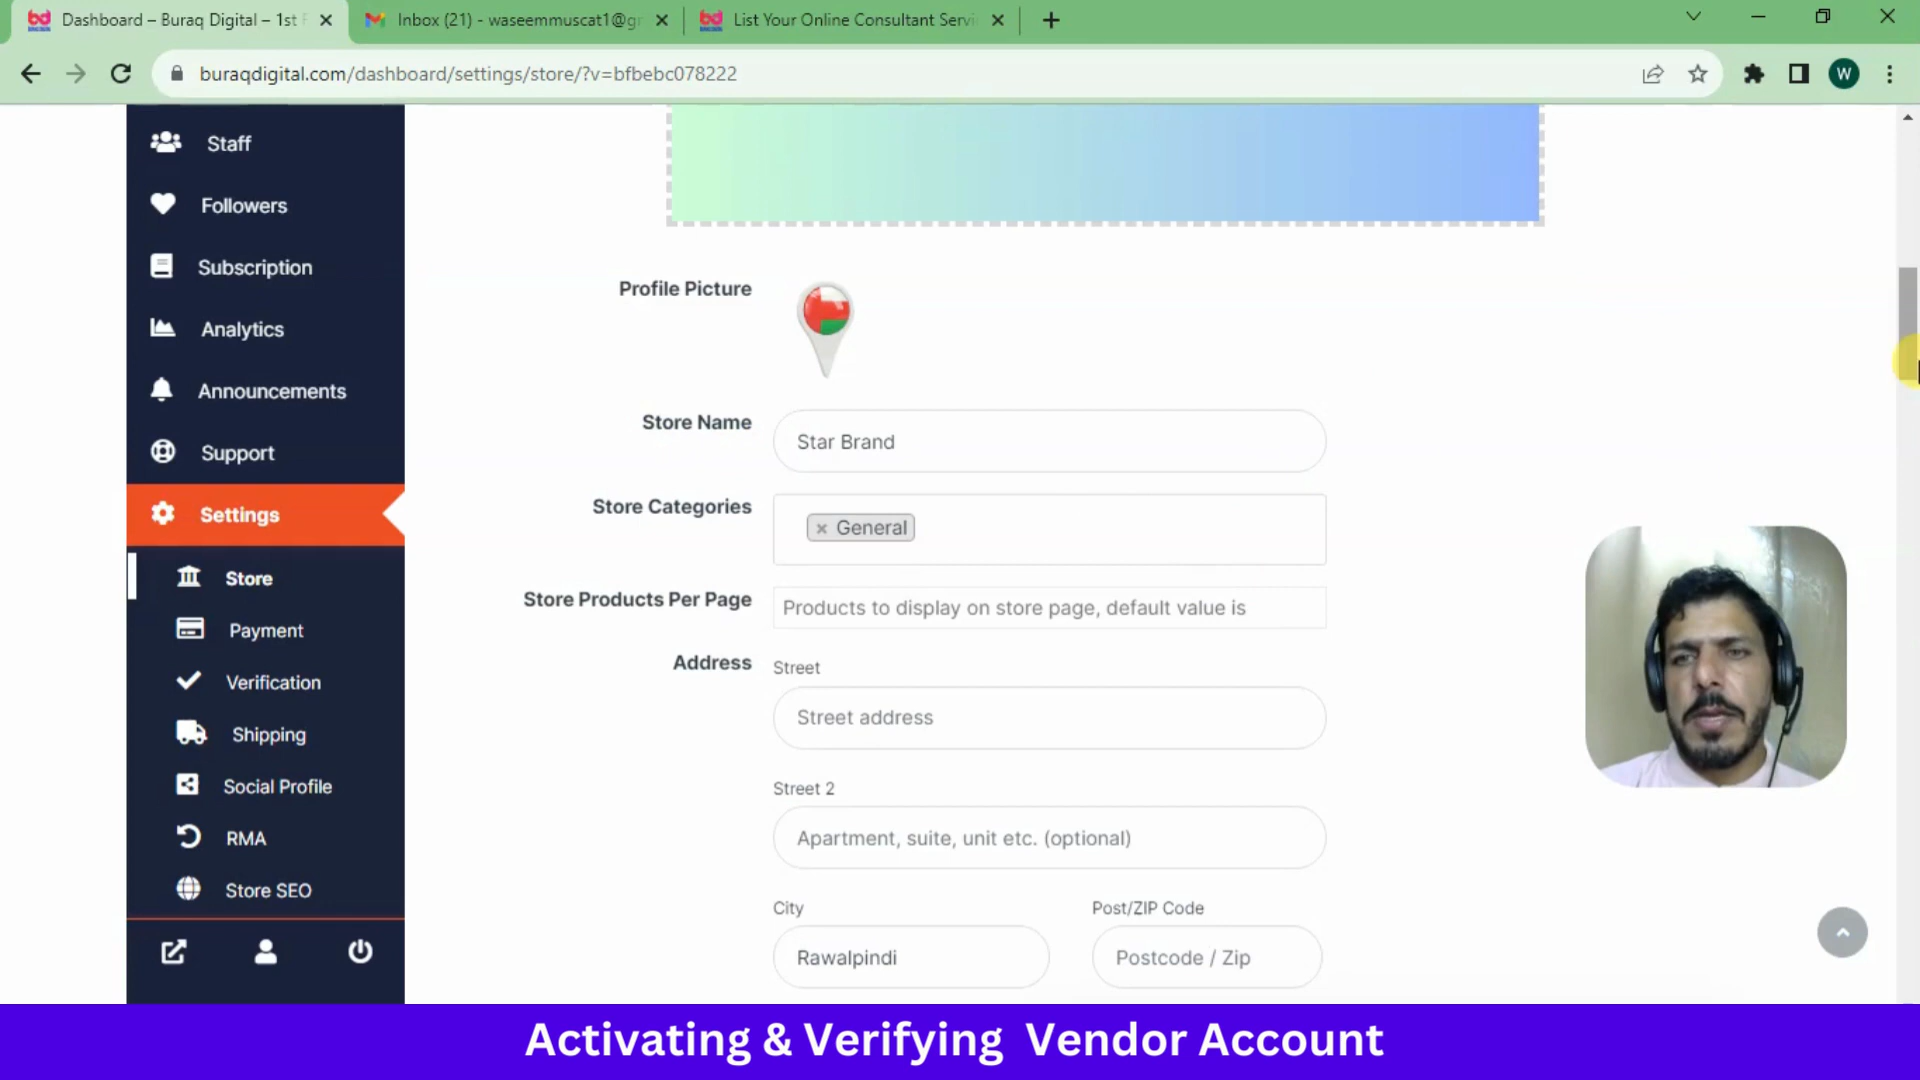 Dashboard – Buraq Digital – 1st
Inbox (21) - waseemmuscat1@g
List Your Online Consultant Servi
buraqdigital.com/dashboard/settings/store/?v=bfbebc078222
W
Staff
Followers
Subscription
Analytics
Announcements
Support
Settings
Store
Payment
Verification
Shipping
Social Profile
RMA
Store SEO
Profile Picture
Store Name
Star Brand
Store Categories
× General
Store Products Per Page
Products to display on store page, default value is
Address
Street
Street address
Street 2
Apartment, suite, unit etc. (optional)
City
Post/ZIP Code
Rawalpindi
Postcode / Zip
Activating & Verifying Vendor Account